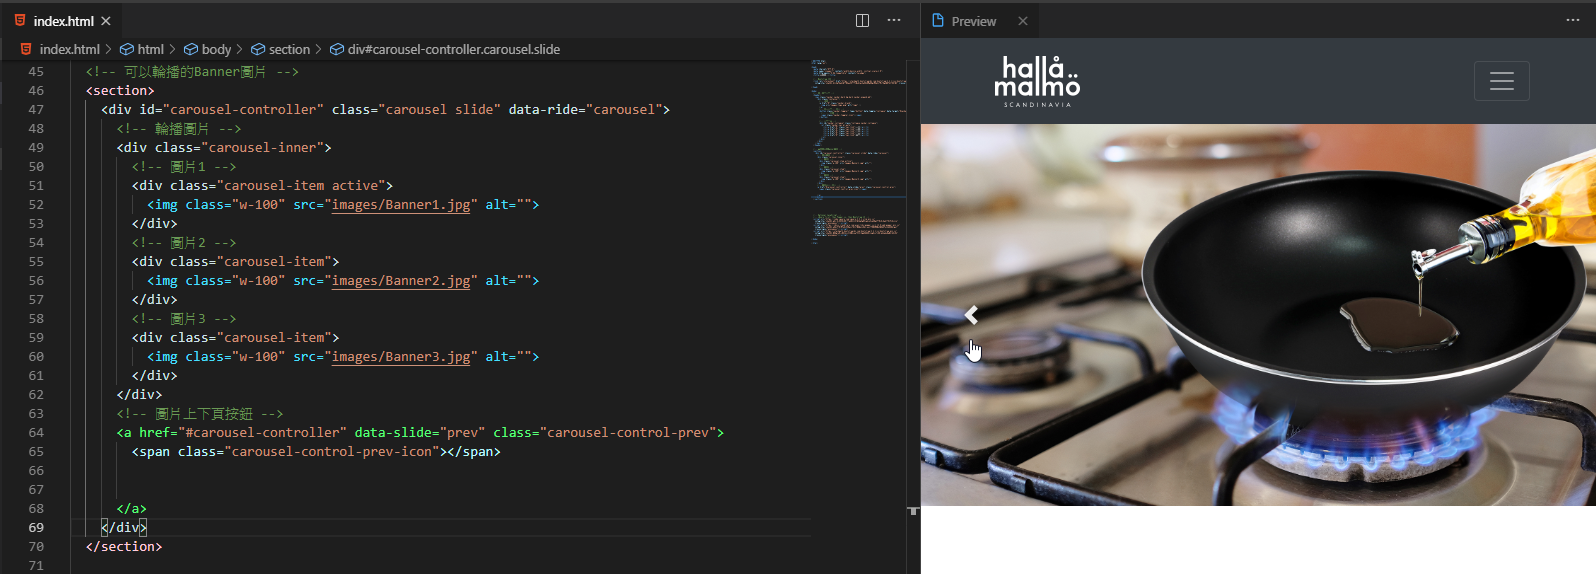 index.html
index.html > html > body > section > div#carousel-controller.carousel.slide
45 <!-- 可以輪播的Banner圖片 -->
46 <section>
47 <div id="carousel-controller" class="carousel slide" data-ride="carousel">
48 <!-- 輪播圖片 -->
49 <div class="carousel-inner">
50 <!-- 圖片1 -->
51 <div class="carousel-item active">
52 <img class="w-100" src="images/Banner1.jpg" alt="">
53 </div>
54 <!-- 圖片2 -->
55 <div class="carousel-item">
56 <img class="w-100" src="images/Banner2.jpg" alt="">
57 </div>
58 <!-- 圖片3 -->
59 <div class="carousel-item">
60 <img class="w-100" src="images/Banner3.jpg" alt="">
61 </div>
62 </div>
63 <!-- 圖片上下頁按鈕 -->
64 <a href="#carousel-controller" data-slide="prev" class="carousel-control-prev">
65 <span class="carousel-control-prev-icon"></span>
66
67
68 </a>
69 </div>
70 </section>
71
Preview
hallå
malmö
SCANDINAVIA